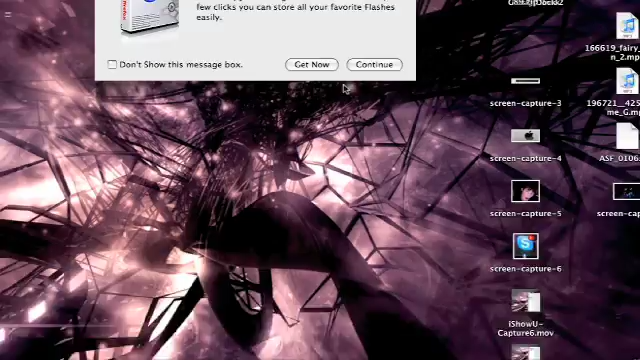 few clicks you can store all your favorite Flashes
easily.
Don't Show this message box.
Get Now
Continue
166619_fairy_
n_2.mp
screen-capture-3
196721__425
me_G.mp
screen-capture-4
ASF_0106
screen-capture-5
screen-cap
screen-capture-6
iShowU-
Capture6.mov